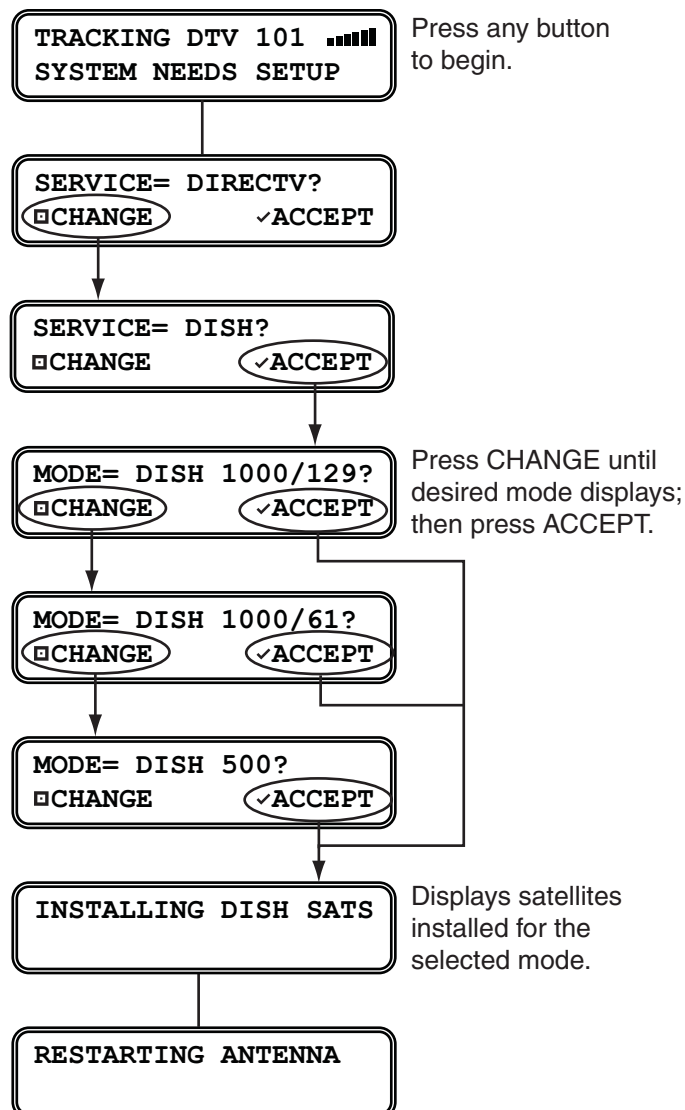 TRACKING DTV 101
SYSTEM NEEDS SETUP
Press any button
to begin.
SERVICE= DIRECTV?
⊡CHANGE ✓ACCEPT
SERVICE= DISH?
⊡CHANGE ✓ACCEPT
MODE= DISH 1000/129?
⊡CHANGE ✓ACCEPT
Press CHANGE until
desired mode displays;
then press ACCEPT.
MODE= DISH 1000/61?
⊡CHANGE ✓ACCEPT
MODE= DISH 500?
⊡CHANGE ✓ACCEPT
INSTALLING DISH SATS
Displays satellites
installed for the
selected mode.
RESTARTING ANTENNA